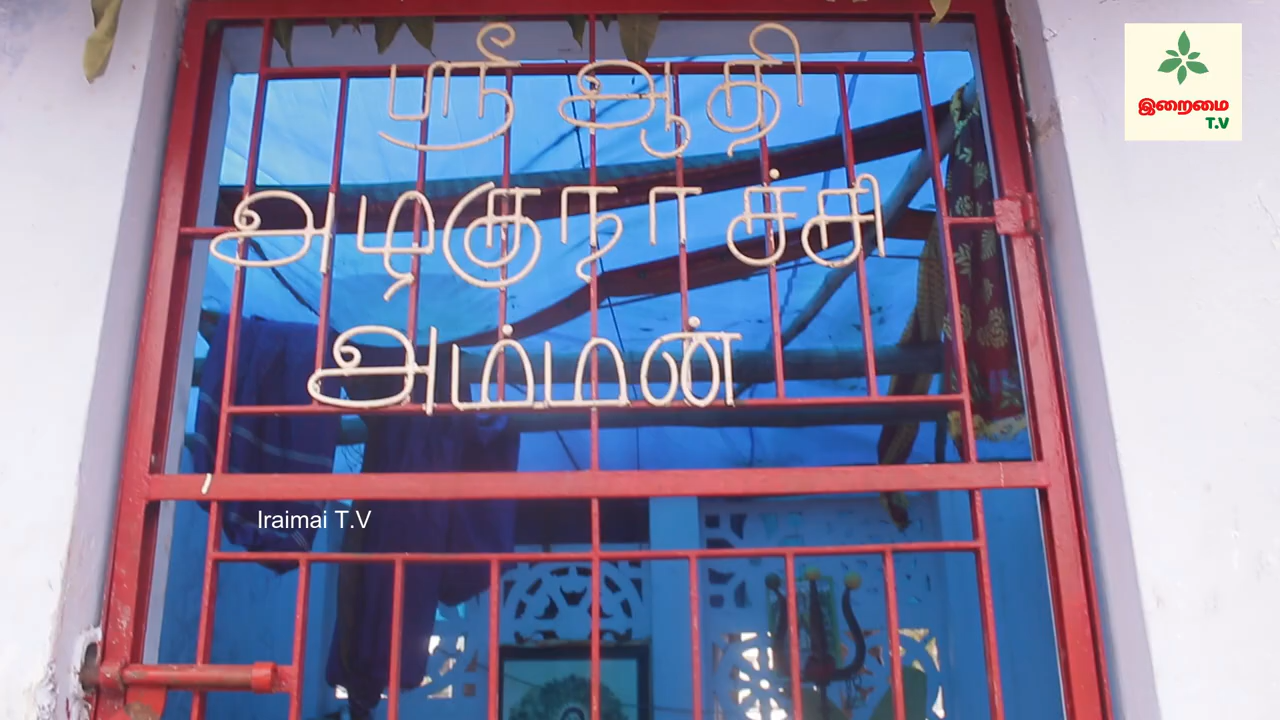 ஸ்ரீ ஆதி
அழகுநாச்சி
அம்மன்
இறைமை
T.V
Iraimai T.V